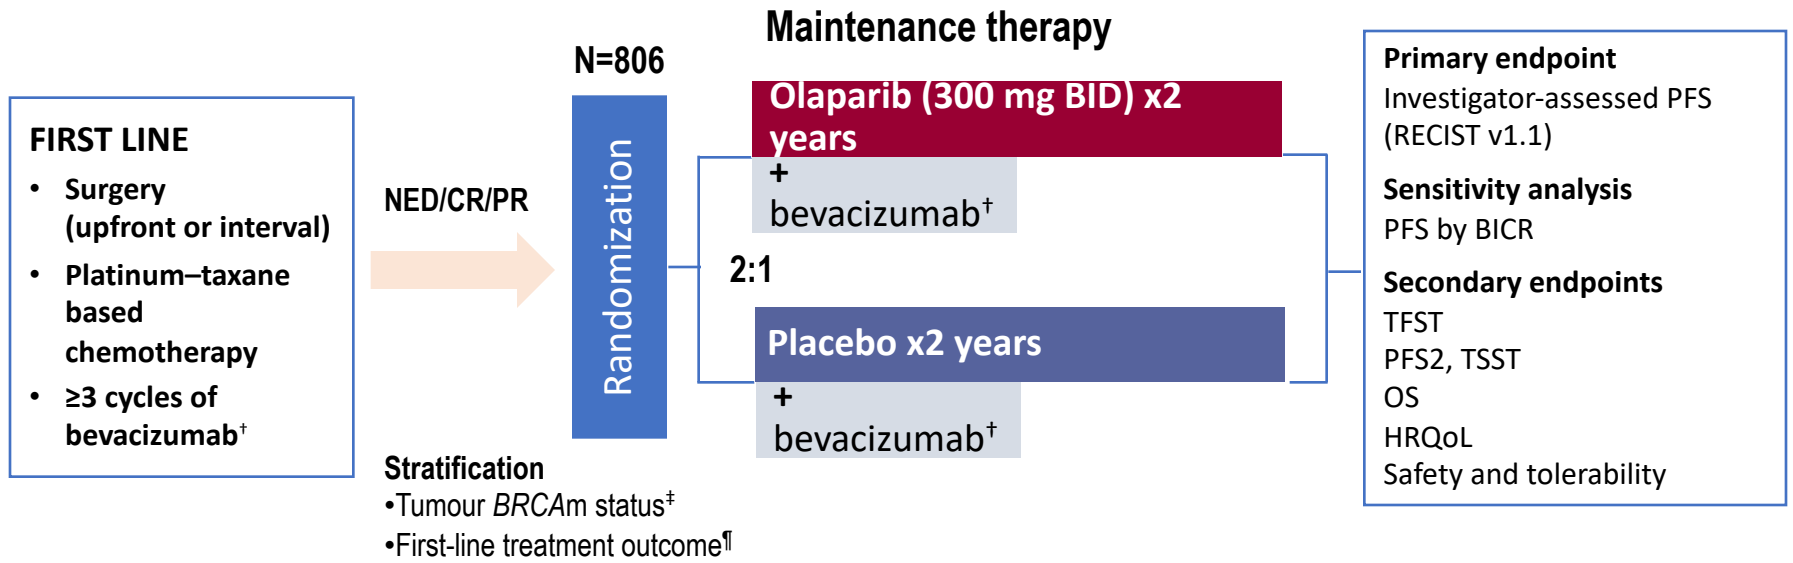 FIRST LINE
• Surgery
(upfront or interval)
• Platinum–taxane
based
chemotherapy
• ≥3 cycles of
bevacizumab†
NED/CR/PR
Stratification
•Tumour BRCAm status‡
•First-line treatment outcome¶
N=806
Randomization
2:1
Maintenance therapy
Olaparib (300 mg BID) x2
years
+
bevacizumab†
Placebo x2 years
+
bevacizumab†
Primary endpoint
Investigator-assessed PFS
(RECIST v1.1)
Sensitivity analysis
PFS by BICR
Secondary endpoints
TFST
PFS2, TSST
OS
HRQoL
Safety and tolerability